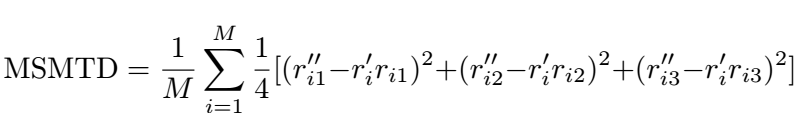 MSMTD = \frac{1}{M} \sum_{i=1}^{M} \frac{1}{4} [(r''_{i1} - r'_i r_{i1})^2 + (r''_{i2} - r'_i r_{i2})^2 + (r''_{i3} - r'_i r_{i3})^2]